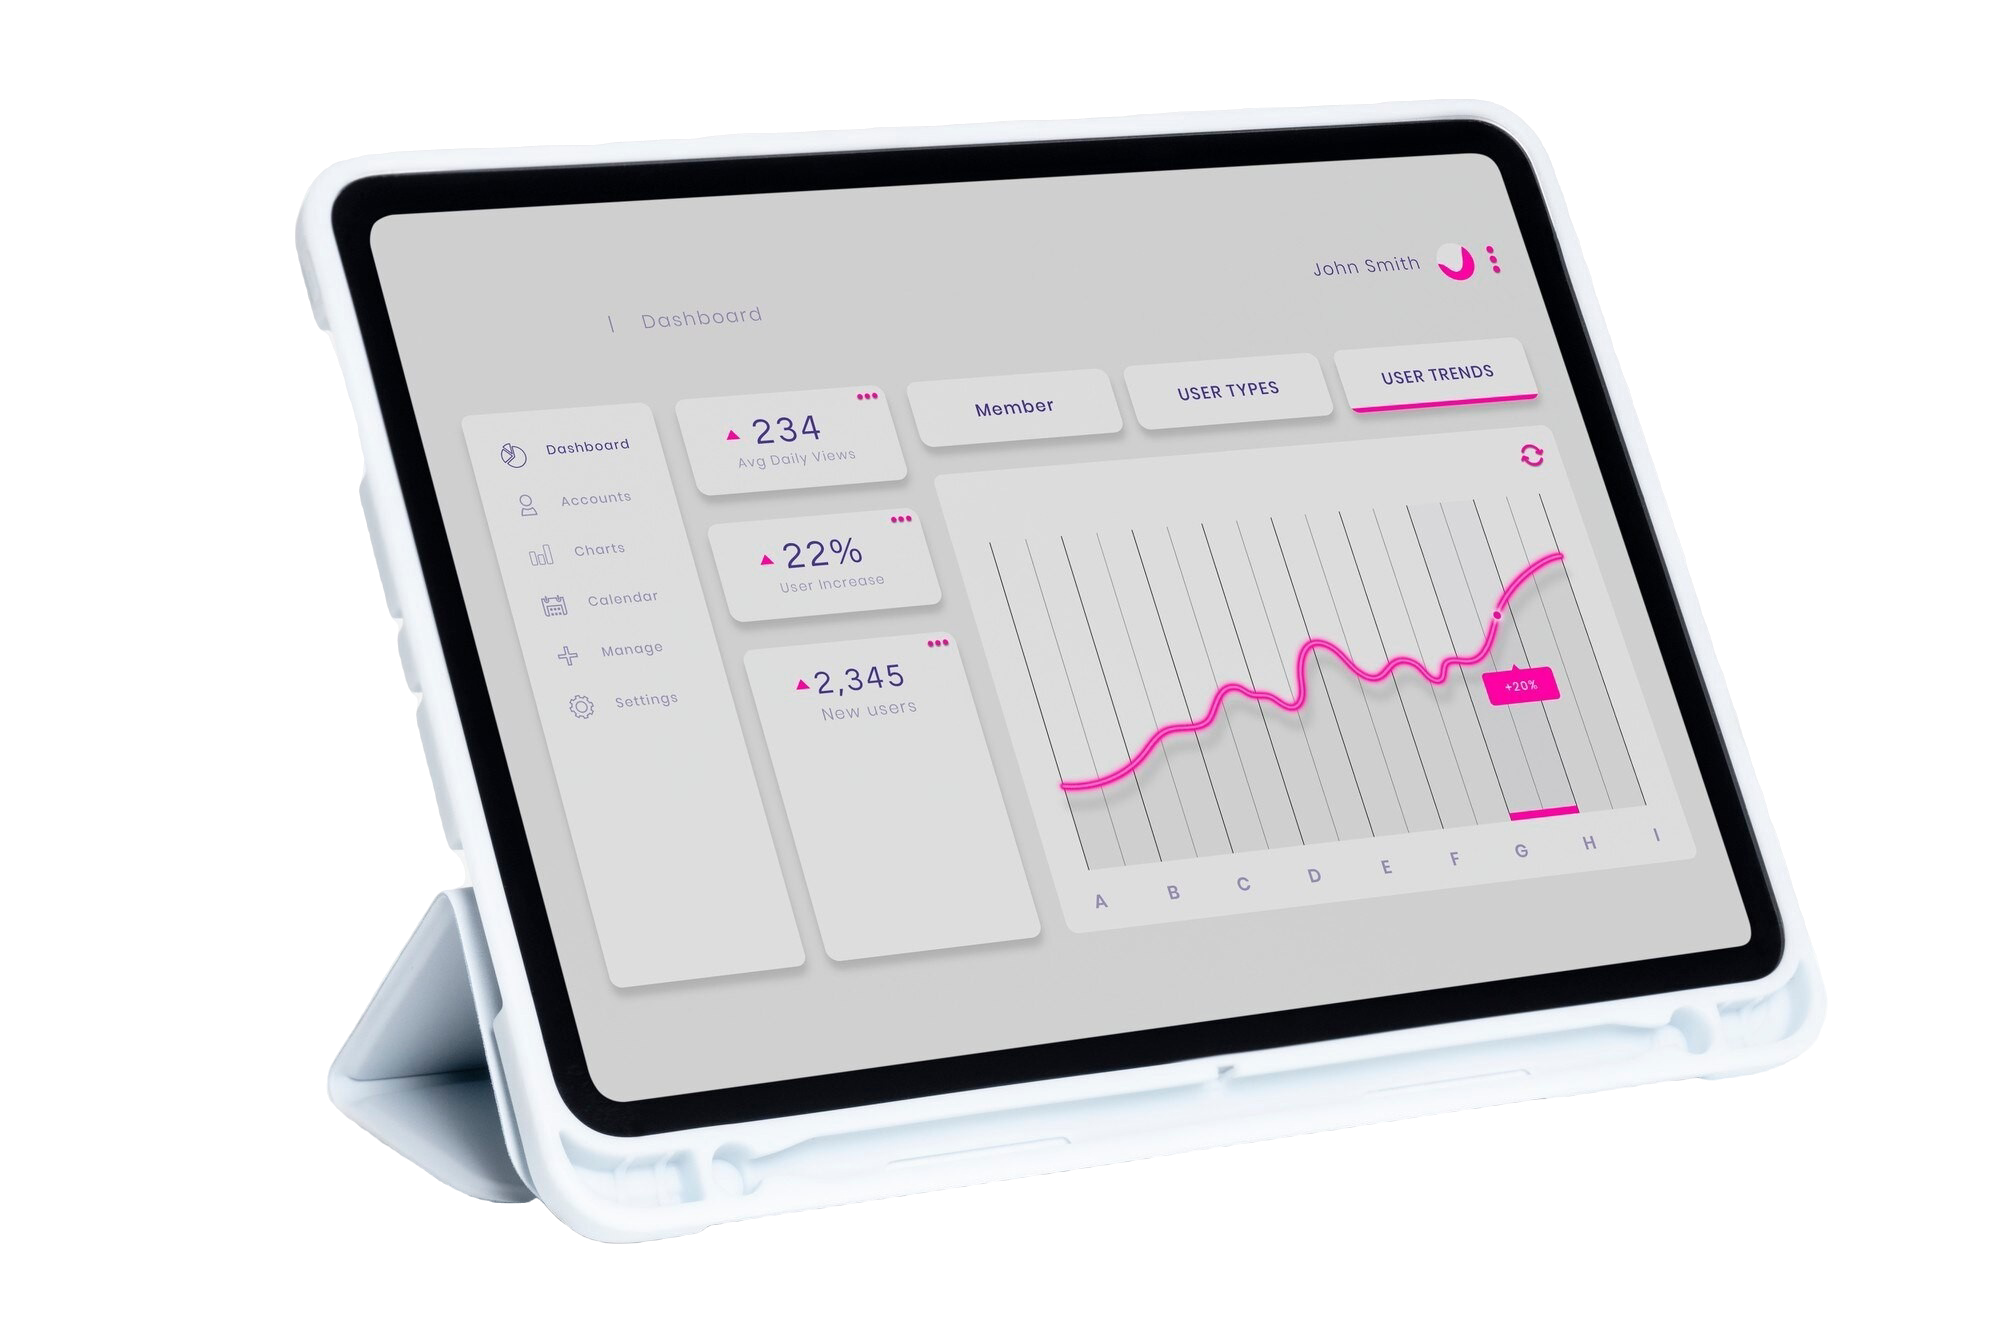 John Smith
| Dashboard
Dashboard
Accounts
Charts
Calendar
Manage
Settings
234
Avg Daily Views
22%
User Increase
2,345
New users
Member
USER TYPES
USER TRENDS
+20%
A B C D E F G H I